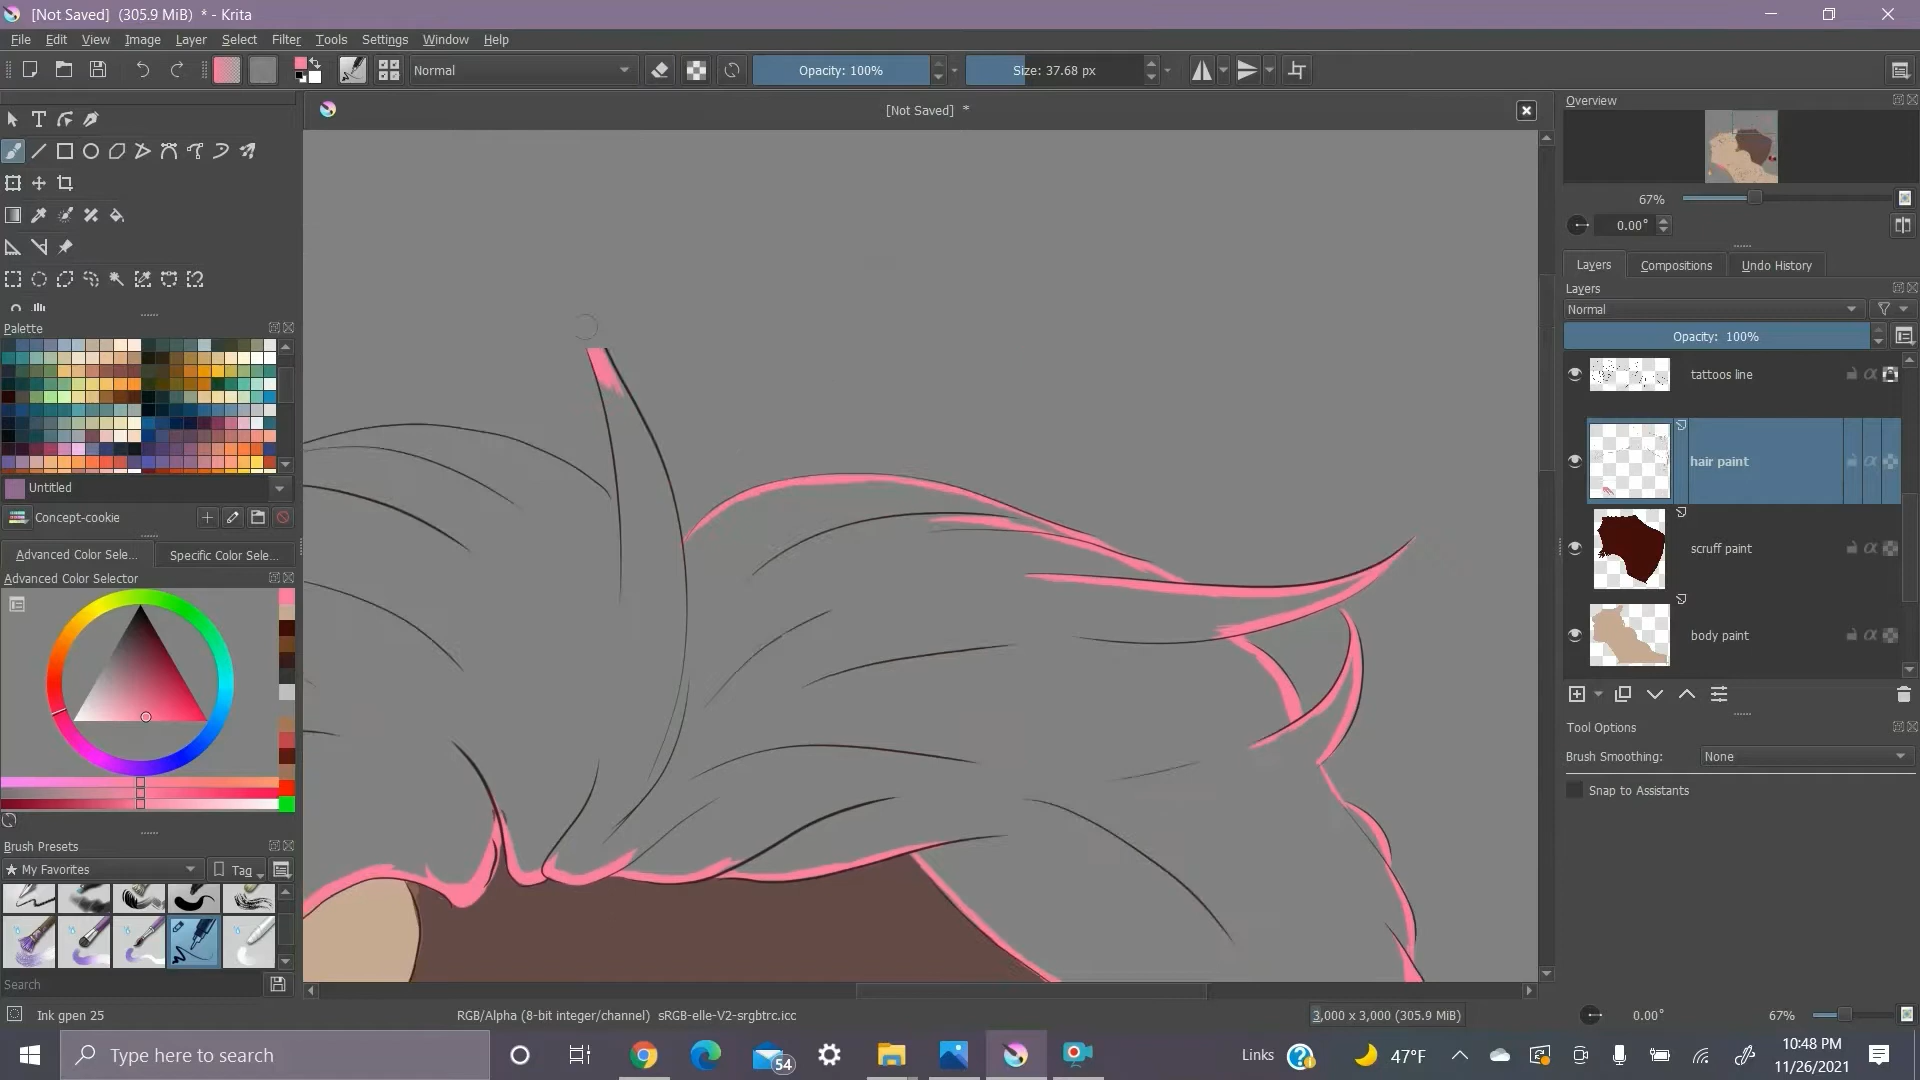 [Not Saved] (305.9 MiB) * - Krita
File Edit View Image Layer Select Filter Tools Settings Window Help
Normal Opacity: 100% Size: 37.68 px
[Not Saved] *
Overview
67%
0.00°
Layers Compositions Undo History
Layers
Normal
Opacity: 100%
tattoos line
hair paint
scruff paint
body paint
Tool Options
Brush Smoothing: None
Snap to Assistants
Palette
Untitled
Concept-cookie
Advanced Color Sele... Specific Color Sele...
Advanced Color Selector
Brush Presets
My Favorites Tag
Search
Ink gpen 25 RGB/Alpha (8-bit integer/channel) sRGB-elle-V2-srgbtrc.icc 3,000 x 3,000 (305.9 MiB) 0.00° 67%
Type here to search 54 Links 47°F 10:48 PM
11/26/2021